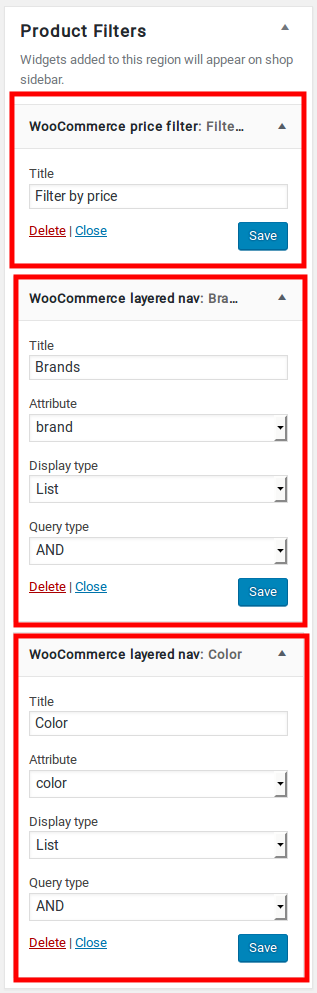 Product Filters
Widgets added to this region will appear on shop
sidebar.
WooCommerce price filter: Filte...
Title
Filter by price
Delete | Close
Save
WooCommerce layered nav: Bra...
Title
Brands
Attribute
brand
Display type
List
Query type
AND
Delete | Close
Save
WooCommerce layered nav: Color
Title
Color
Attribute
color
Display type
List
Query type
AND
Delete | Close
Save